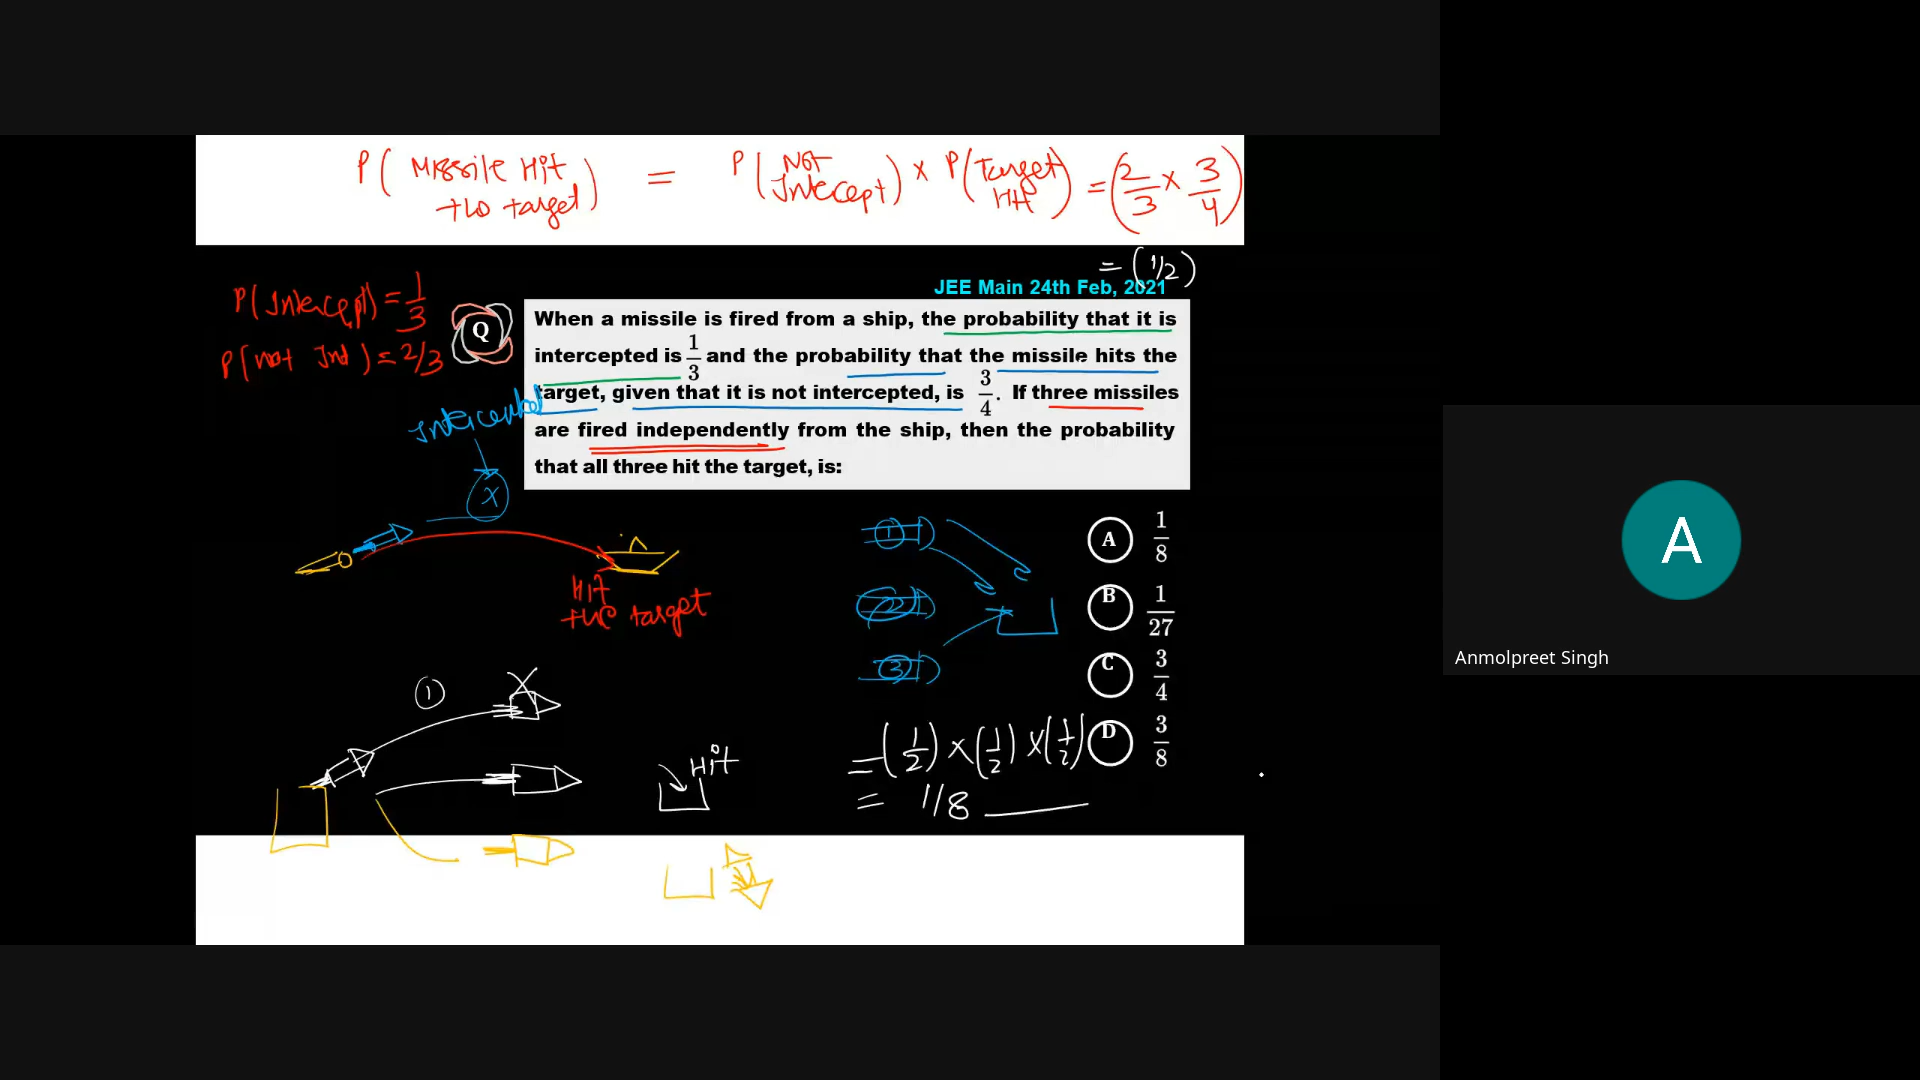 P( Missile Hit the target) = P(Not Intecept) × P(Target Hit) = (2/3 × 3/4)
= (1/2)
P(Intercept) = 1/3
P(not Int) = 2/3
JEE Main 24th Feb, 2021
Q
When a missile is fired from a ship, the probability that it is
intercepted is 1/3 and the probability that the missile hits the
target, given that it is not intercepted, is 3/4. If three missiles
are fired independently from the ship, then the probability
that all three hit the target, is:
Intercepted
X
Hit
the target
1
2
3
A 1/8
B 1/27
C 3/4
D 3/8
1
X
Hit
= (1/2) × (1/2) × (1/2)
= 1/8
A
Anmolpreet Singh